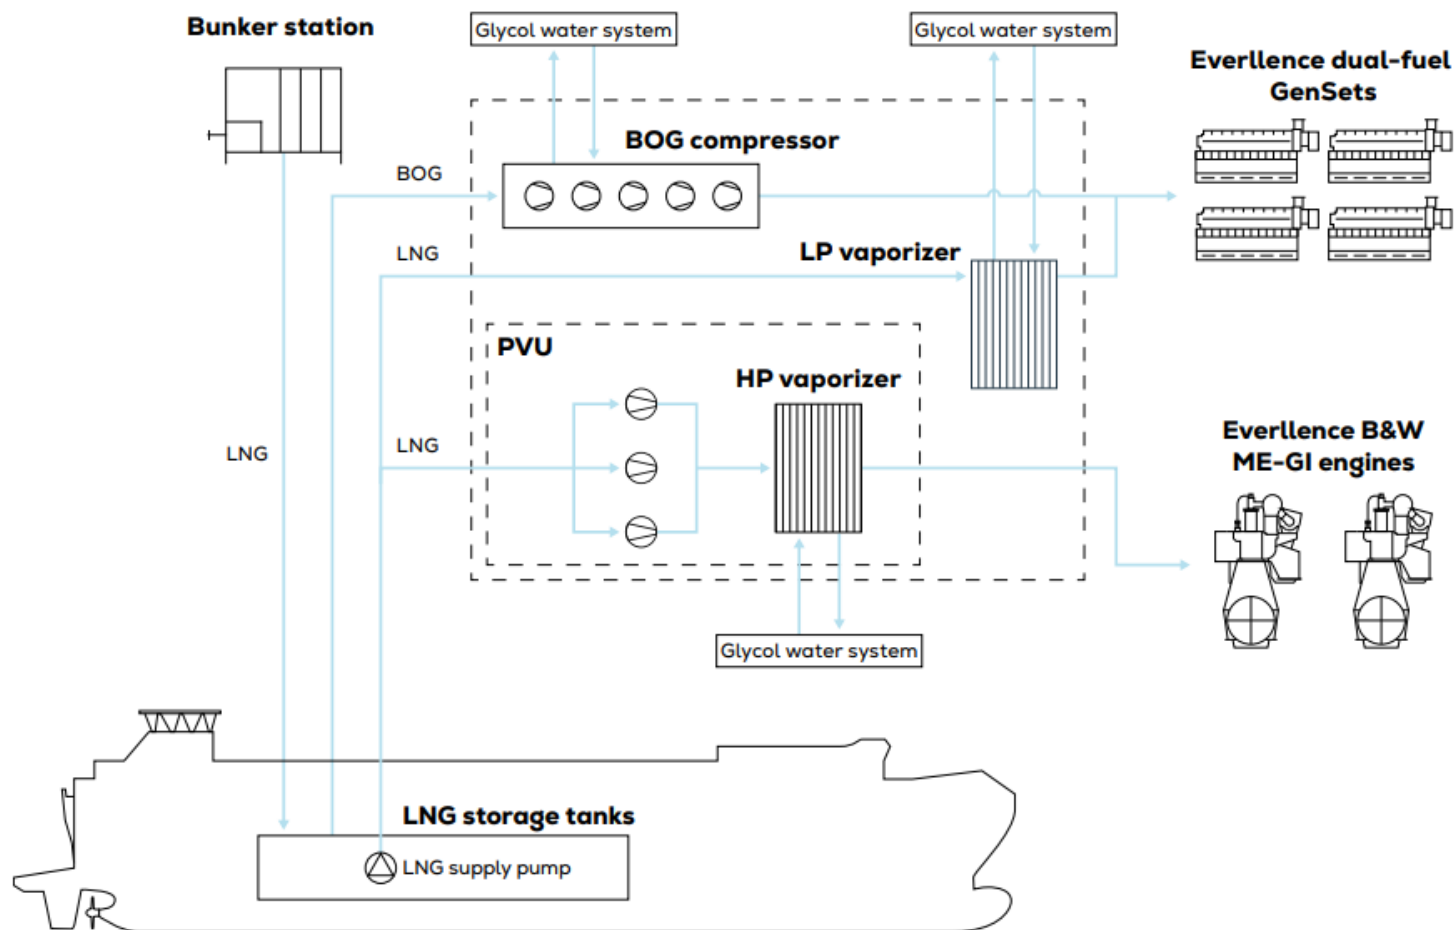 Bunker station
Glycol water system
Glycol water system
Everllence dual-fuel
GenSets
BOG compressor
BOG
LNG
LP vaporizer
PVU
HP vaporizer
LNG
LNG
Everllence B&W
ME-GI engines
Glycol water system
LNG storage tanks
LNG supply pump